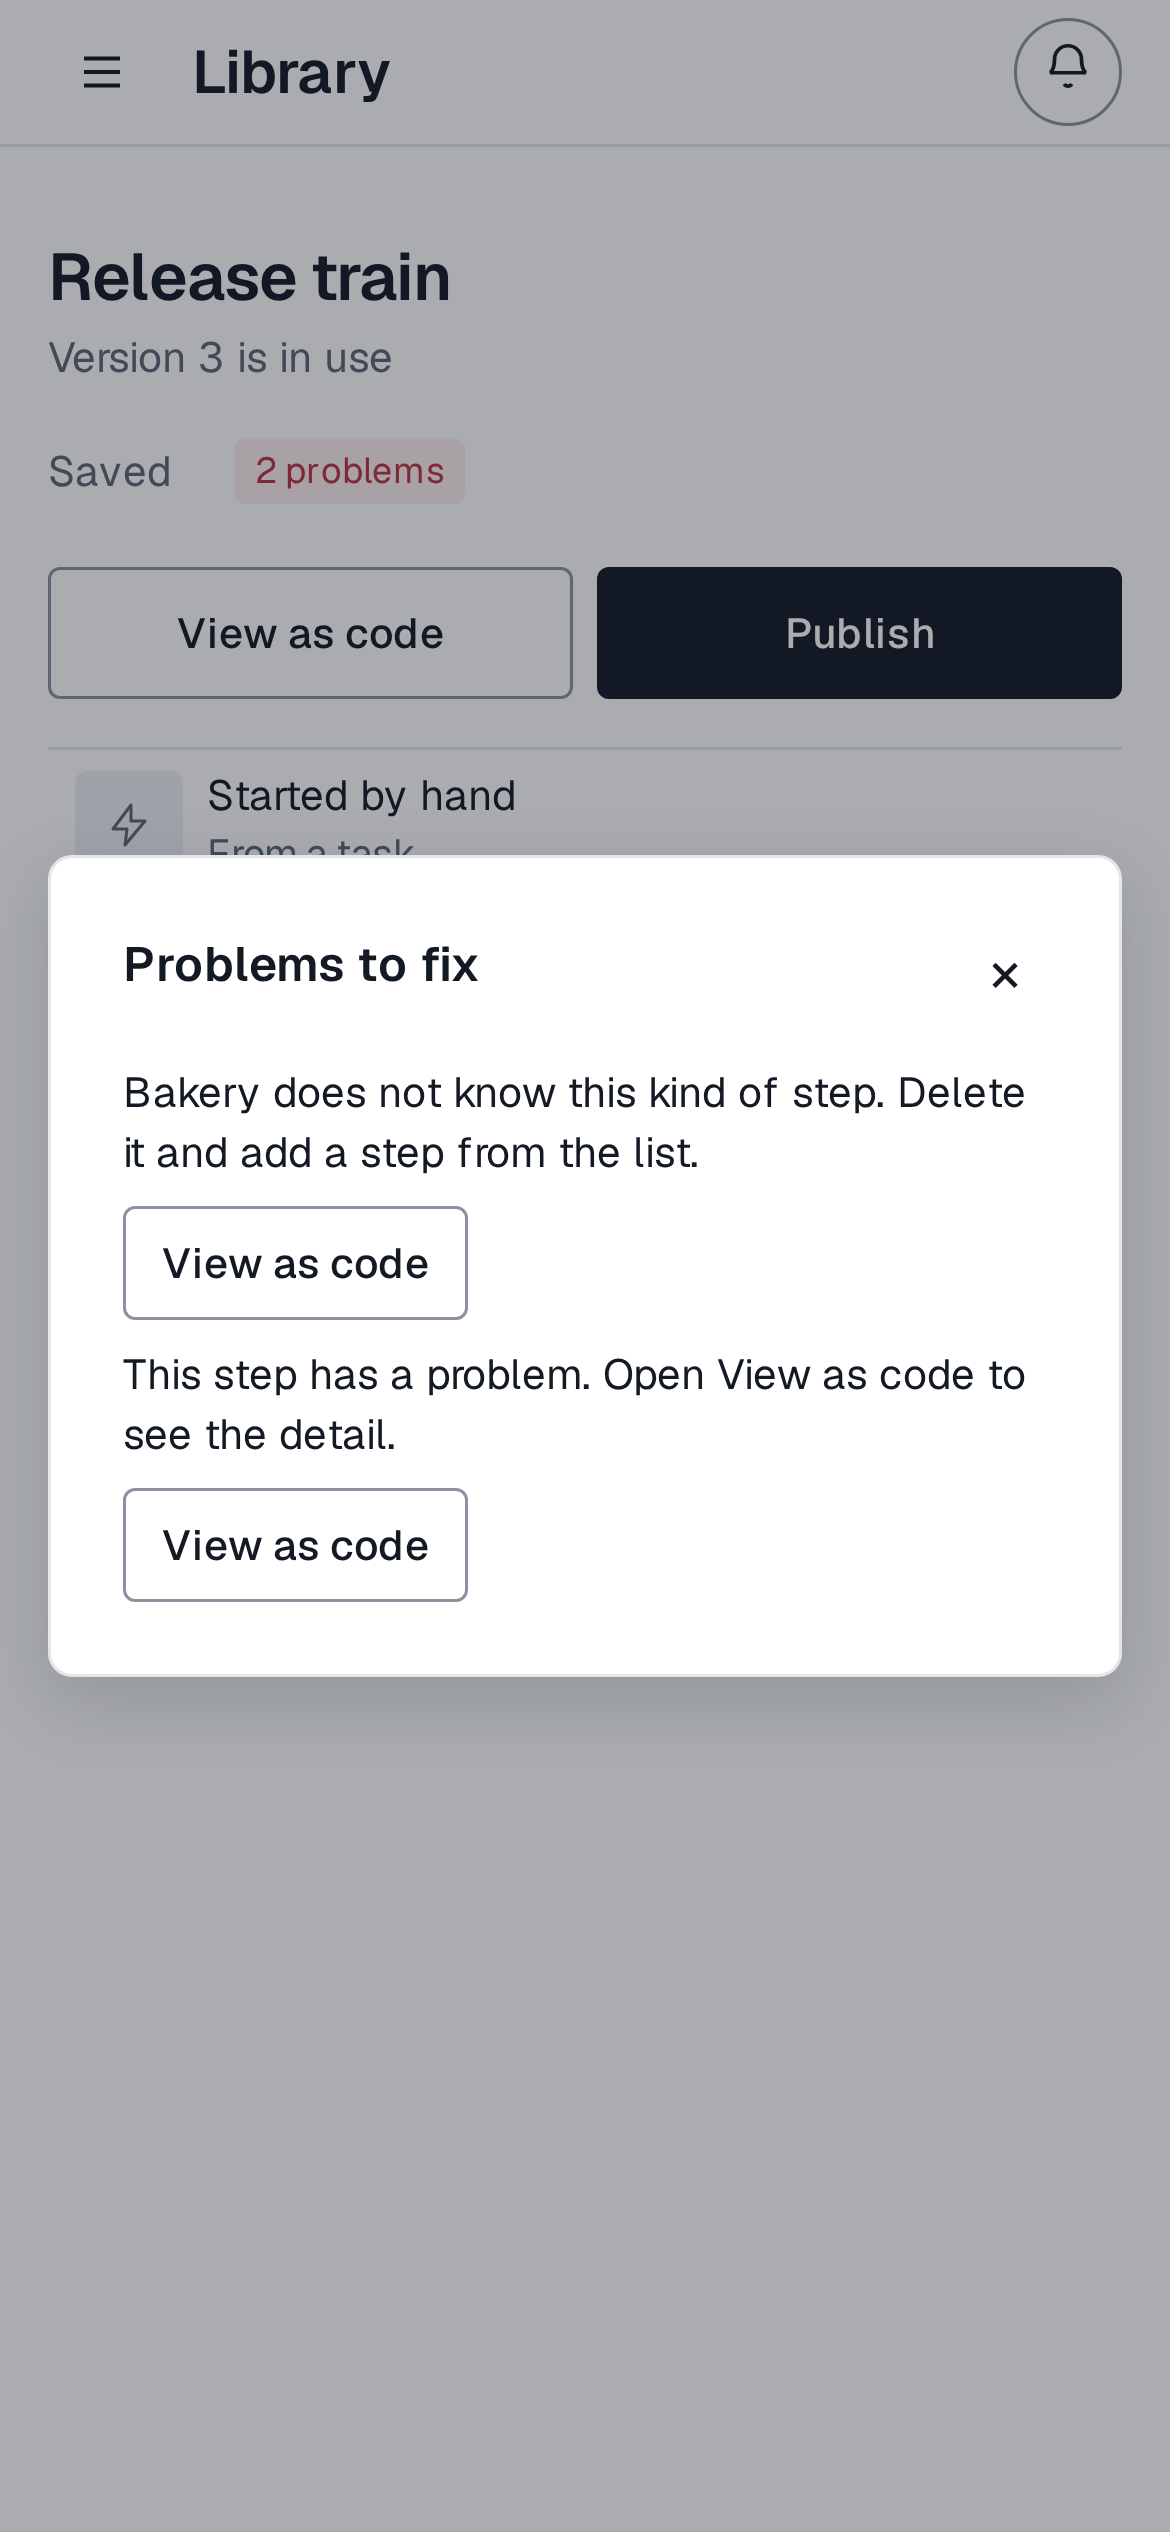 Library
Release train
Version 3 is in use
Saved
2 problems
View as code
Publish
Started by hand
From a task
Problems to fix
Bakery does not know this kind of step. Delete
it and add a step from the list.
View as code
This step has a problem. Open View as code to
see the detail.
View as code